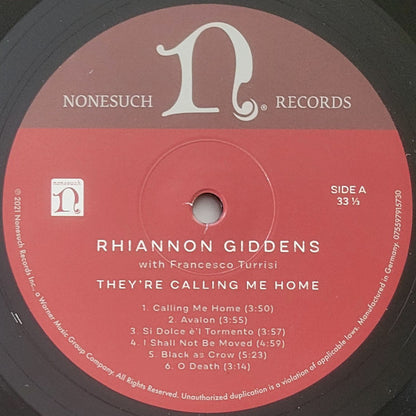 NONESUCH n® RECORDS
nonesuch
n
SIDE A
33 ⅓
RHIANNON GIDDENS
with Francesco Turrisi
THEY'RE CALLING ME HOME
1. Calling Me Home (3:50)
2. Avalon (3:55)
3. Si Dolce è'l Tormento (3:57)
4. I Shall Not Be Moved (4:59)
5. Black as Crow (5:23)
6. O Death (3:14)
℗ 2021 Nonesuch Records Inc., a Warner Music Group Company. All Rights Reserved. Unauthorized duplication is a violation of applicable laws. Manufactured in Germany. 075597915730